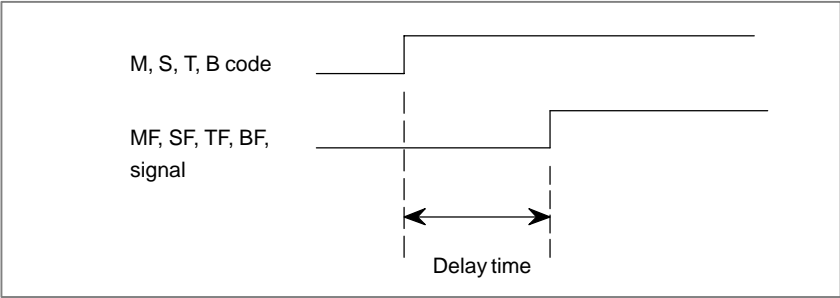 M, S, T, B code
MF, SF, TF, BF,
signal
Delay time